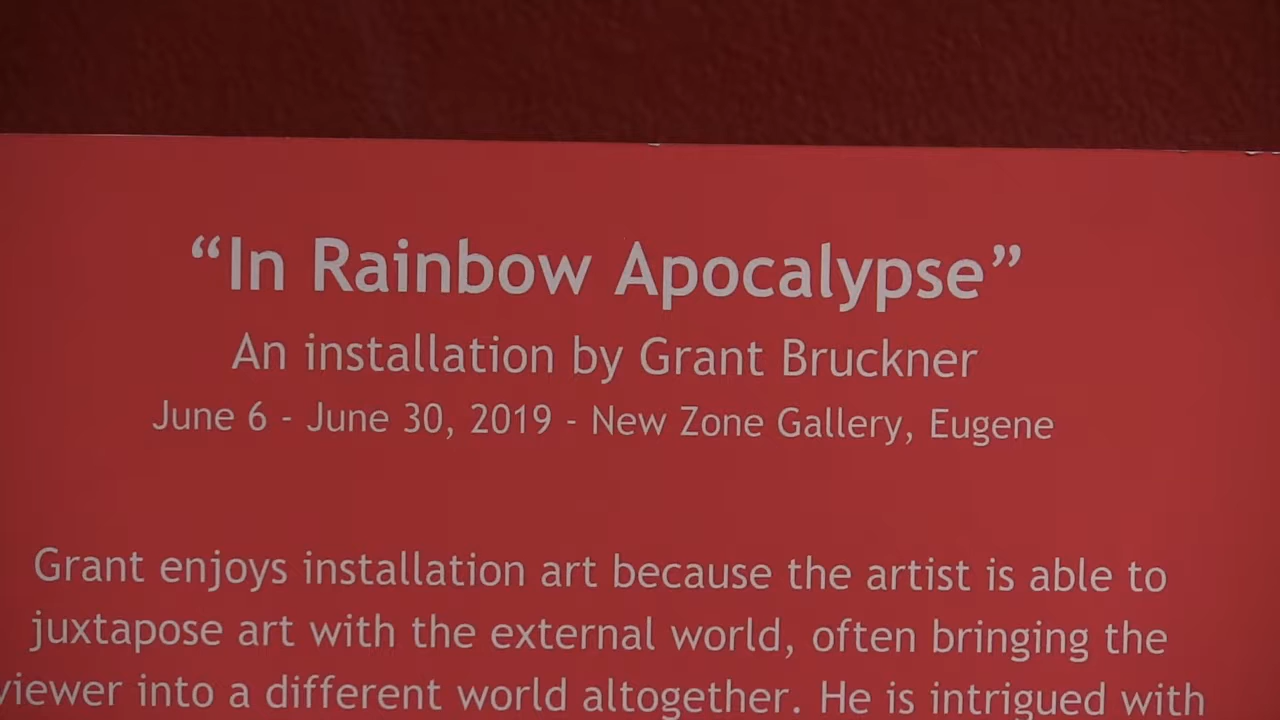 “In Rainbow Apocalypse”
An installation by Grant Bruckner
June 6 - June 30, 2019 - New Zone Gallery, Eugene
Grant enjoys installation art because the artist is able to
juxtapose art with the external world, often bringing the
viewer into a different world altogether. He is intrigued with